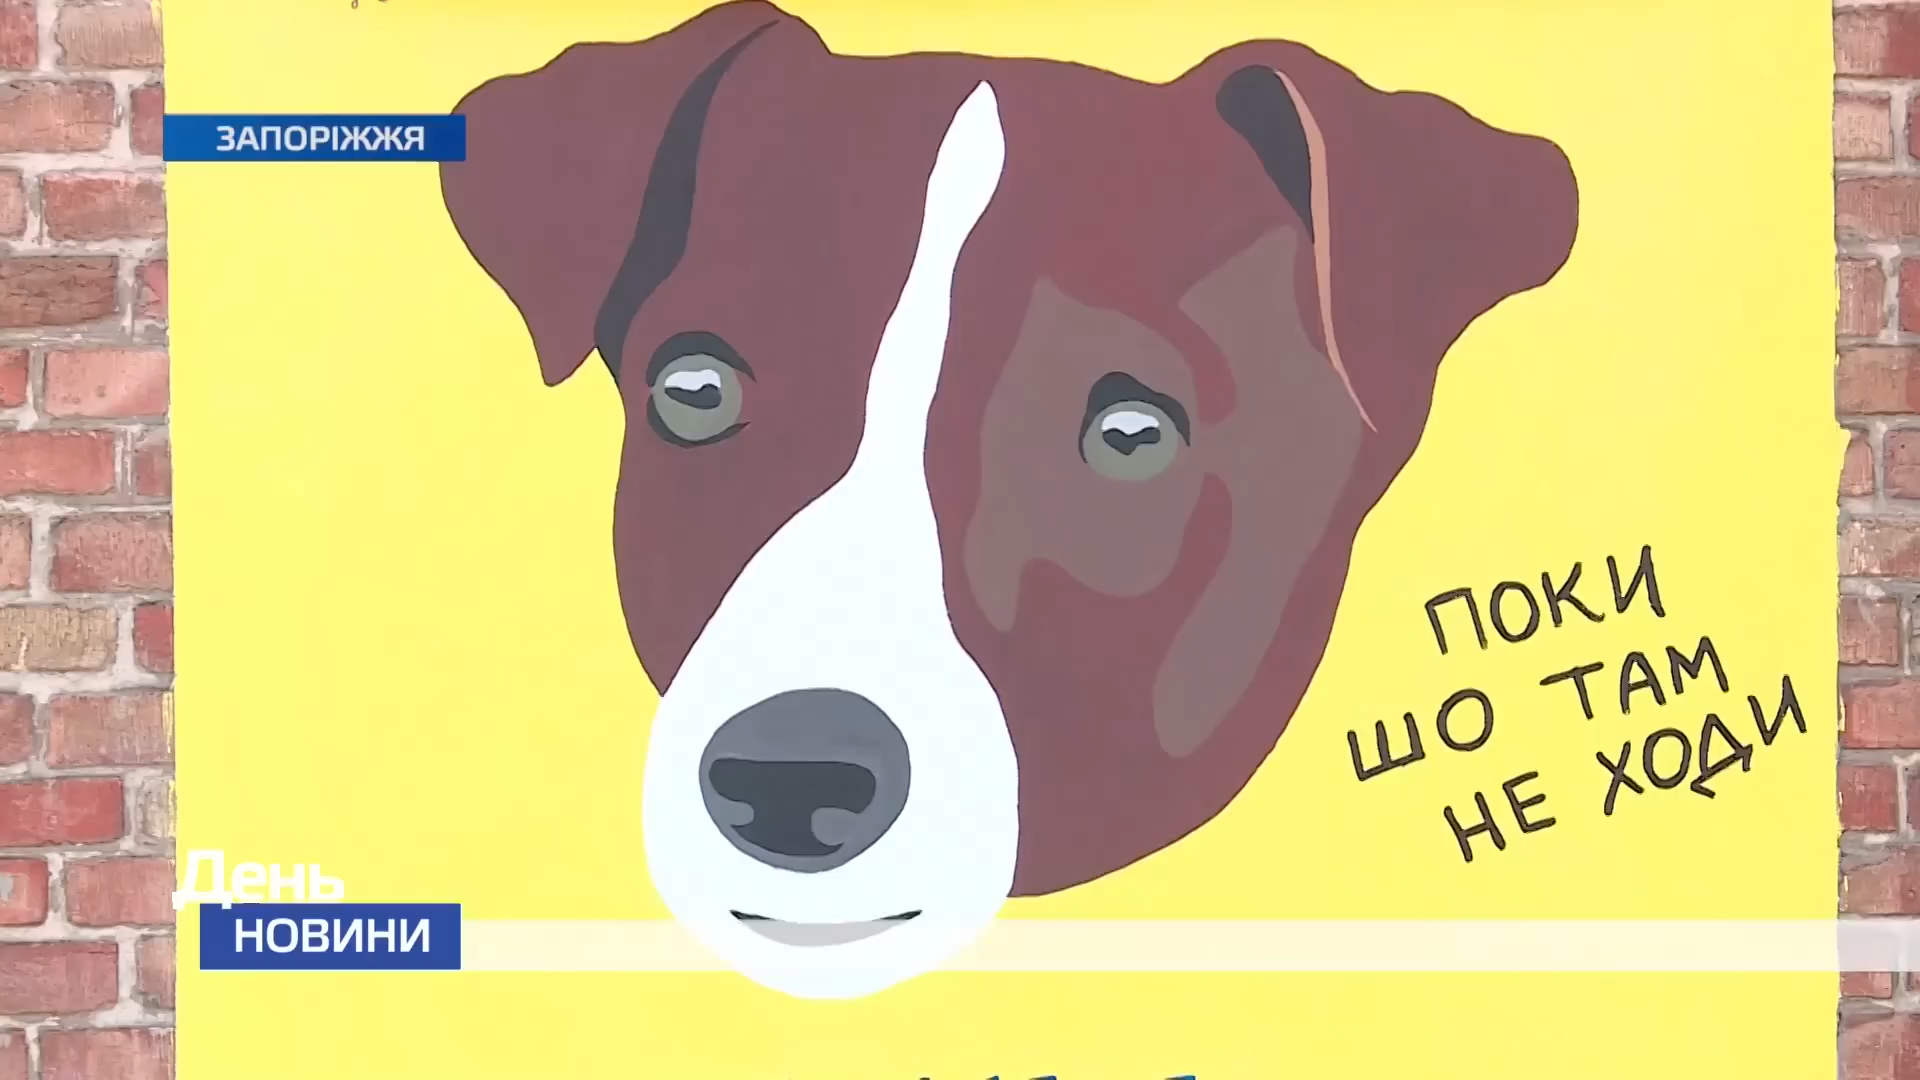 ЗАПОРІЖЖЯ
ПОКИ
ШО ТАМ
НЕ ХОДИ
День
НОВИНИ